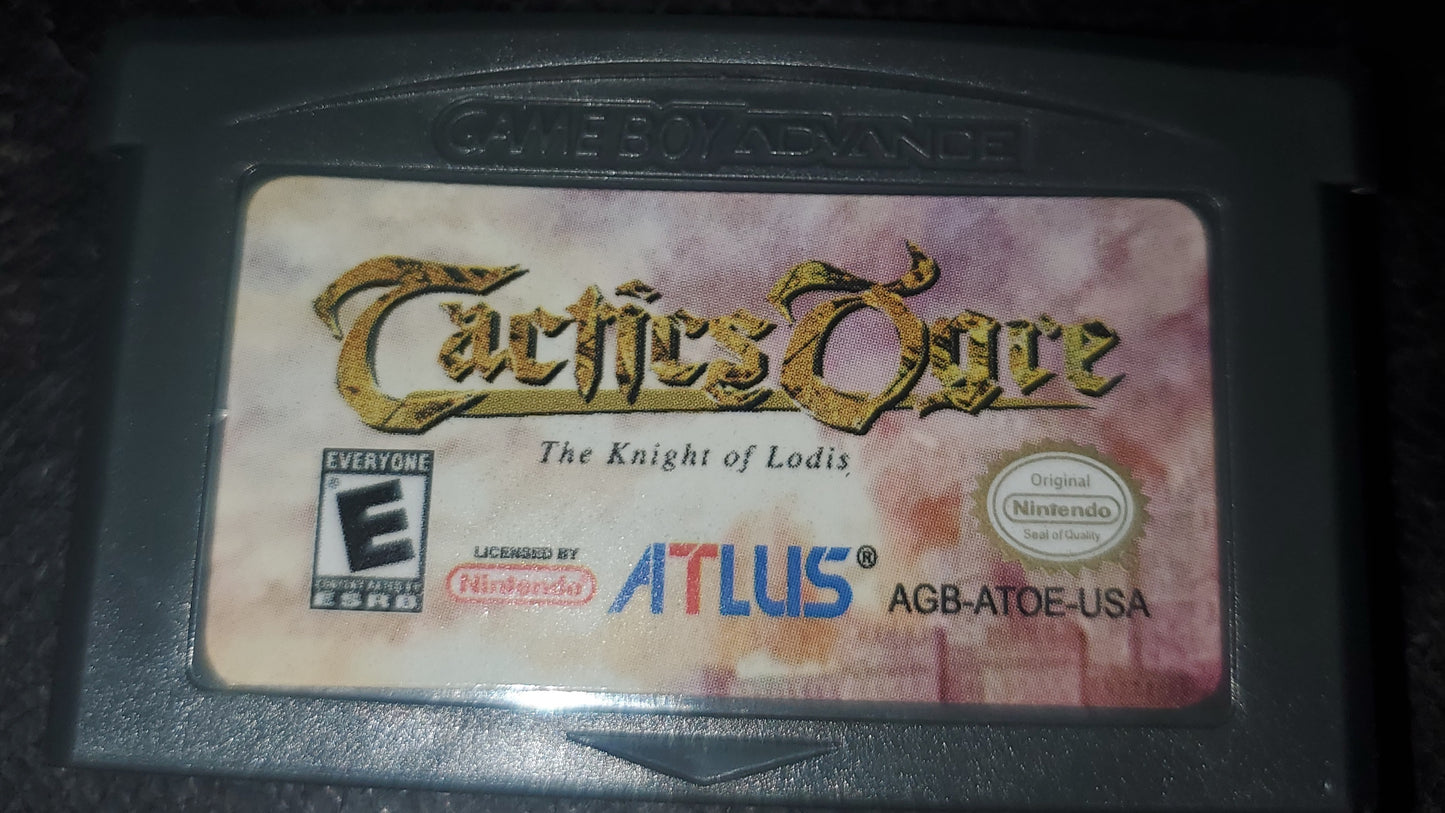 GAME BOY ADVANCE
Tactics Ogre
The Knight of Lodis
EVERYONE
E
CONTENT RATED BY
ESRB
LICENSED BY
Nintendo
ATLUS®
Original
Nintendo
Seal of Quality
AGB-ATOE-USA